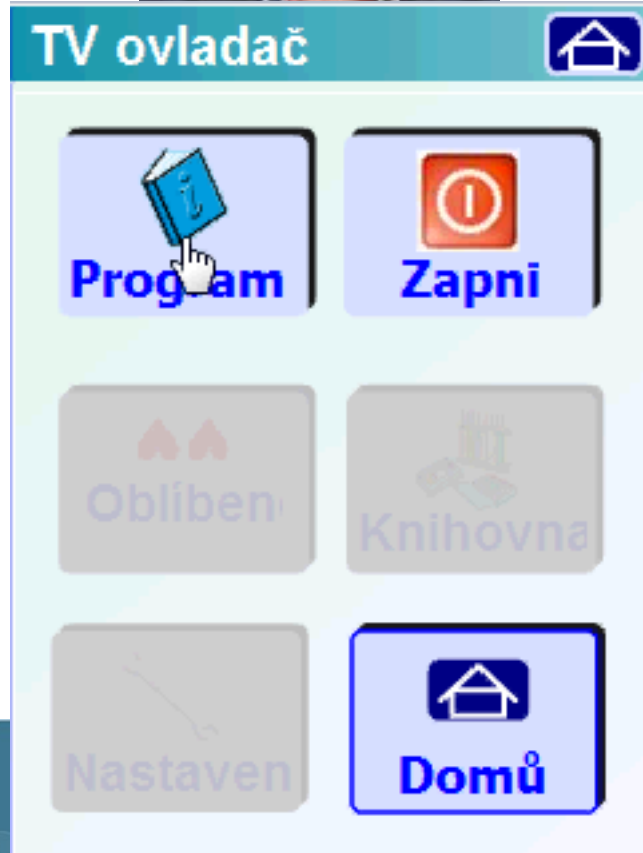 TV ovladač
Program
Zapni
Oblíben
Knihovna
Nastaven
Domů